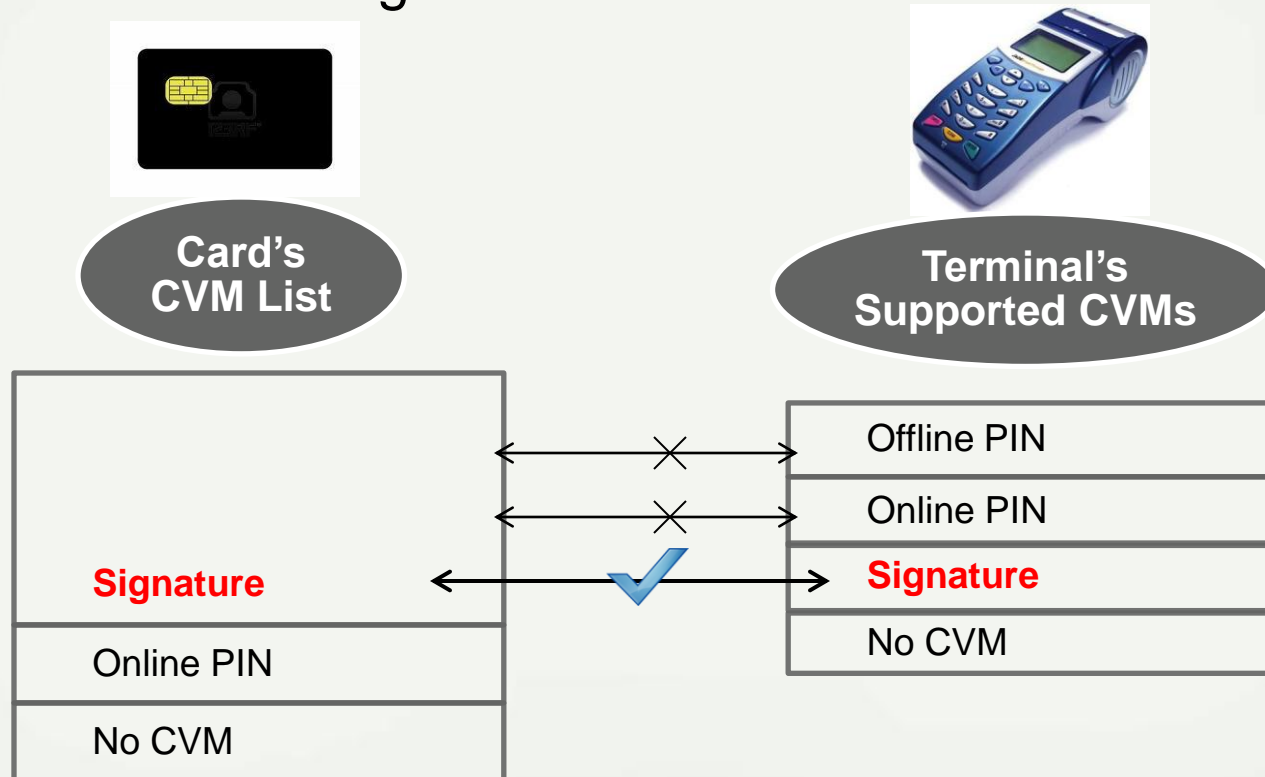 Card's
CVM List
Terminal's
Supported CVMs
Offline PIN
Online PIN
Signature
No CVM
Signature
Online PIN
No CVM